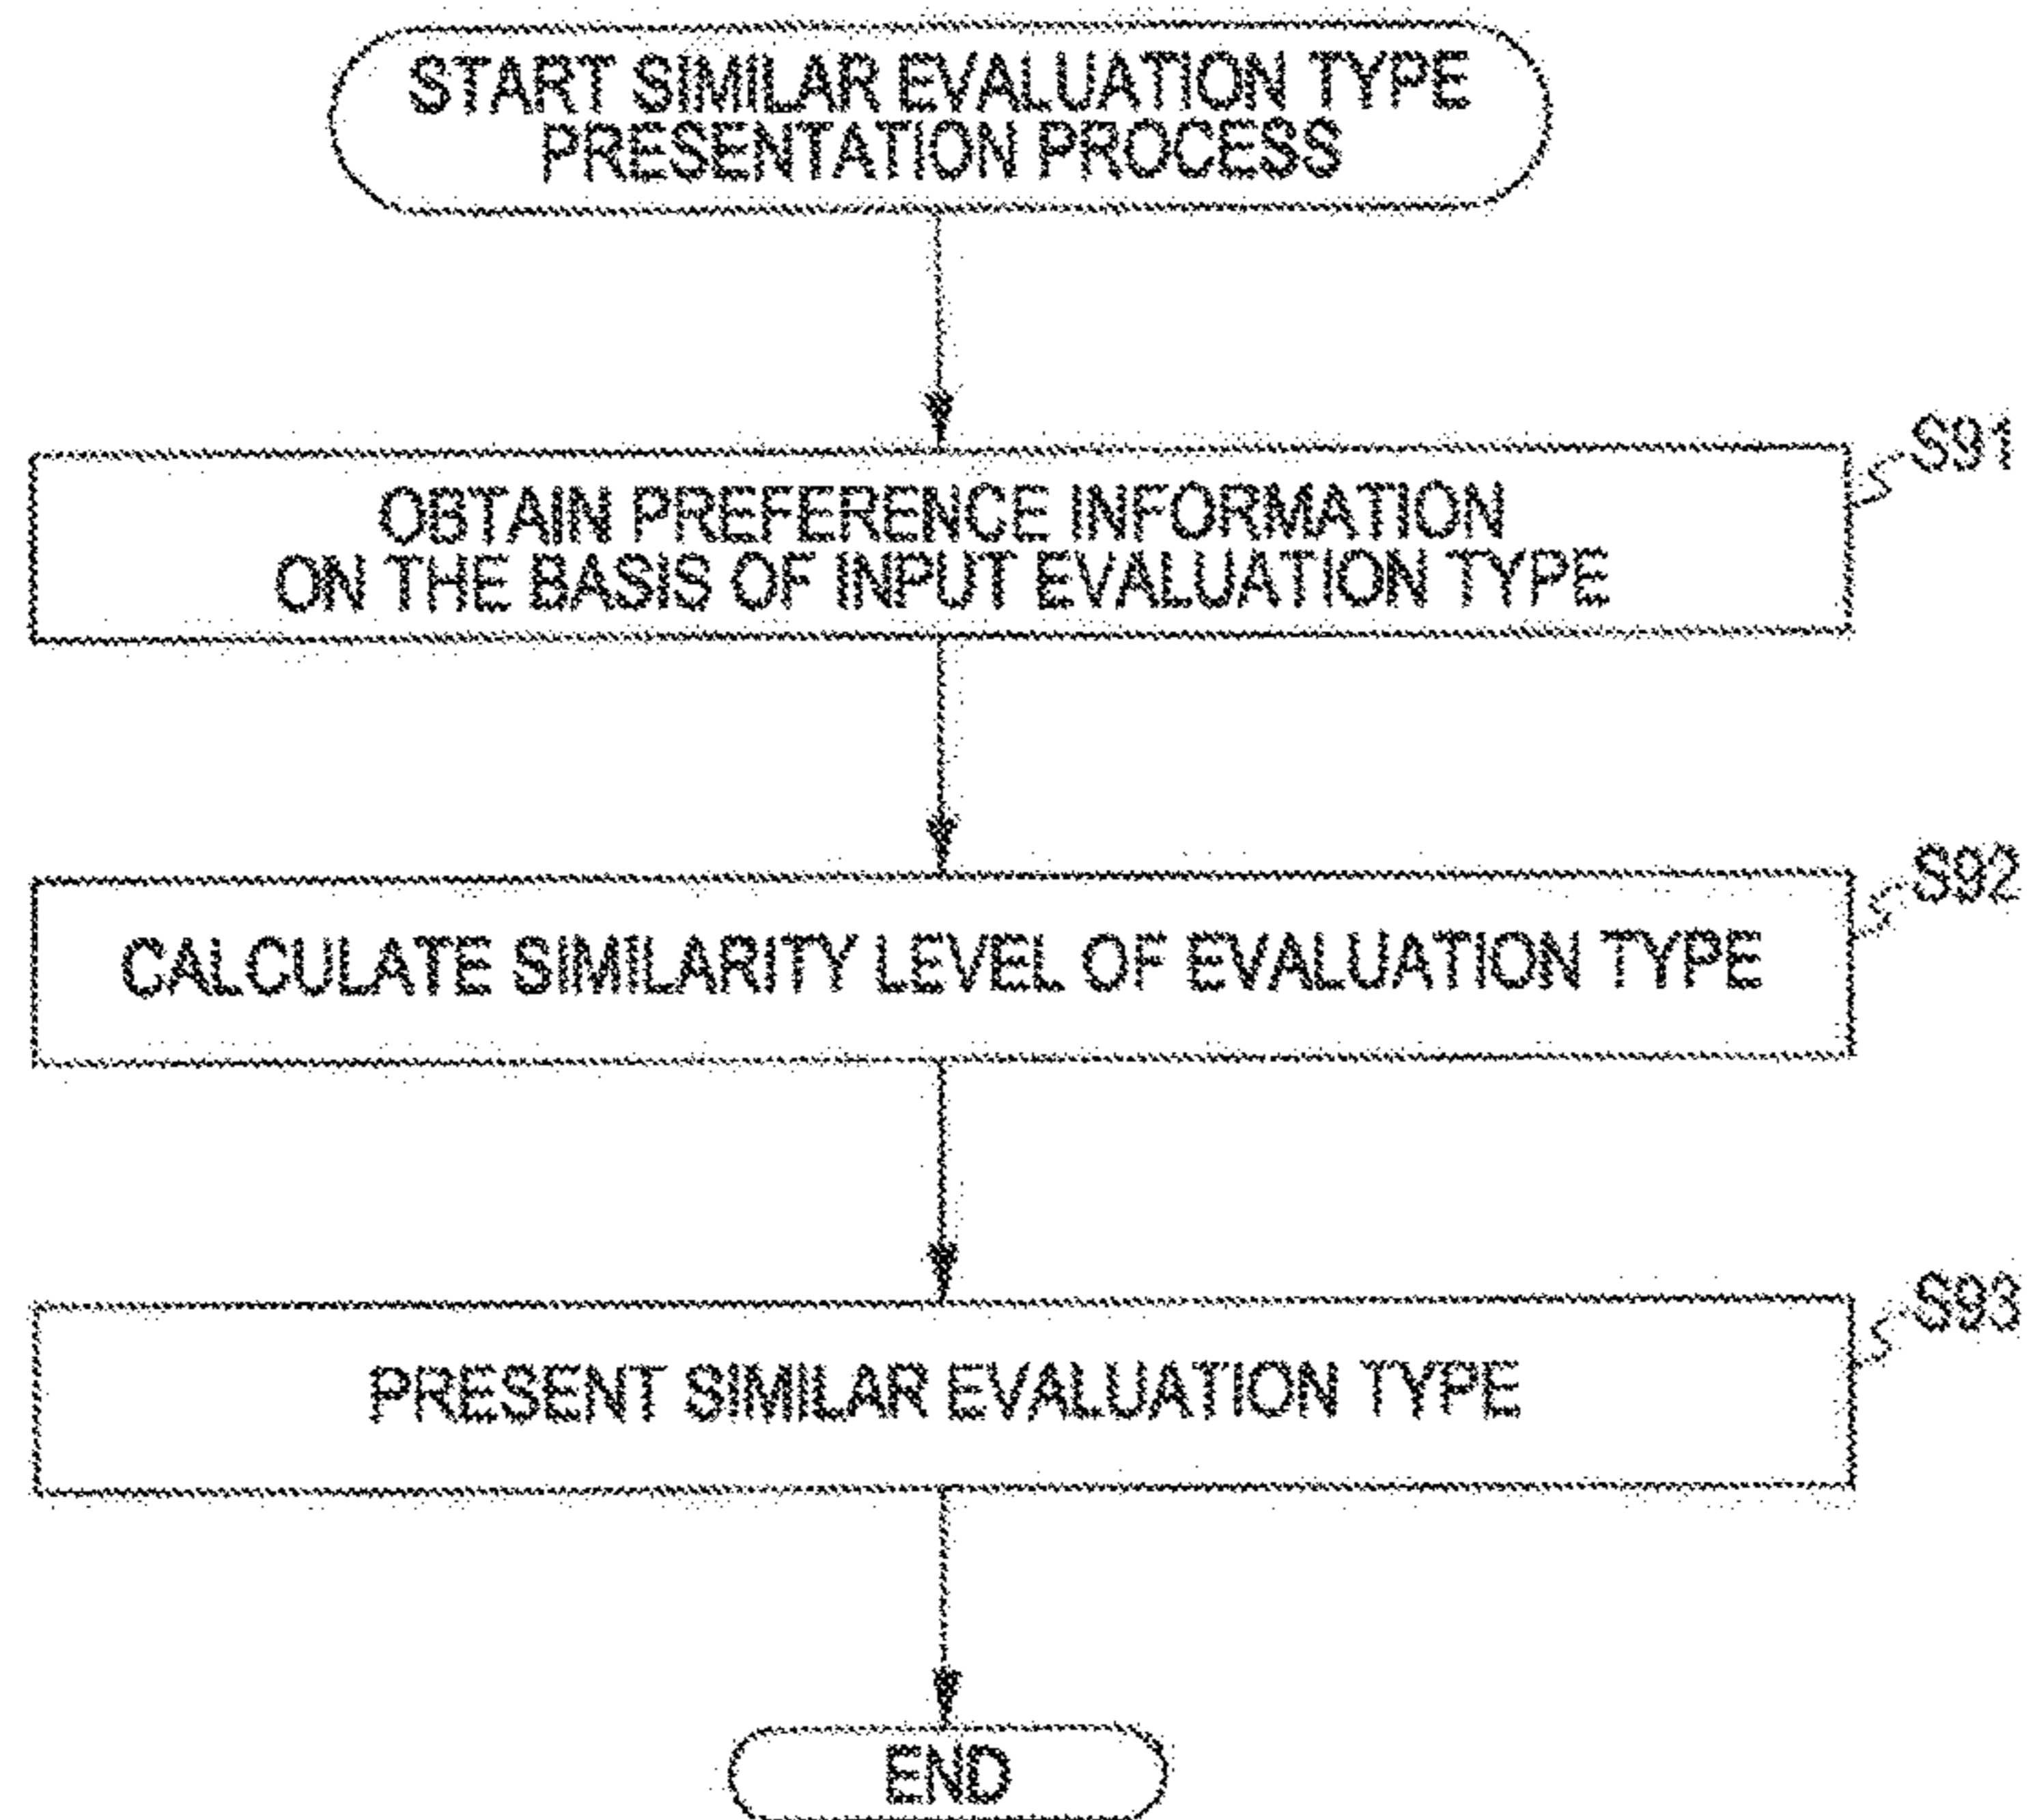 START SIMILAR EVALUATION TYPE
PRESENTATION PROCESS
S91
OBTAIN PREFERENCE INFORMATION
ON THE BASIS OF INPUT EVALUATION TYPE
S92
CALCULATE SIMILARITY LEVEL OF EVALUATION TYPE
S93
PRESENT SIMILAR EVALUATION TYPE
END